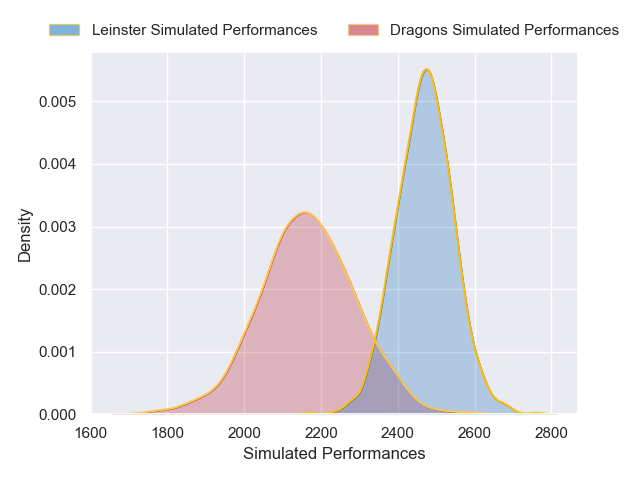 Leinster Simulated Performances Dragons Simulated Performances
0.005
0.004
0.003
0.002
0.001
0.000
Density
1600 1800 2000 2200 2400 2600 2800
Simulated Performances